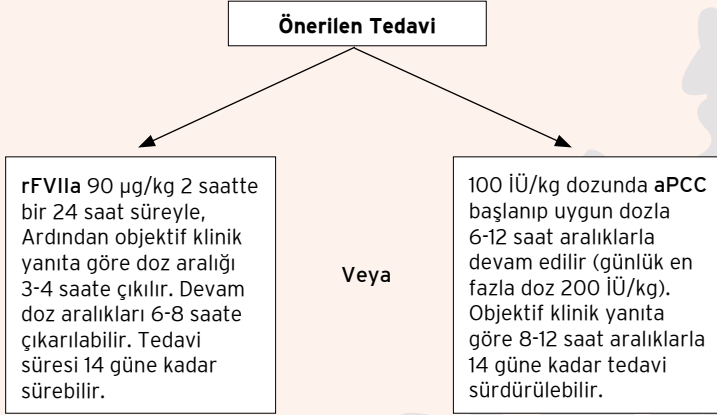 Önerilen Tedavi
rFVIIa 90 µg/kg 2 saatte
bir 24 saat süreyle,
Ardından objektif klinik
yanıta göre doz aralığı
3-4 saate çıkılır. Devam
doz aralıkları 6-8 saate
çıkarılabilir. Tedavi
süresi 14 güne kadar
sürebilir.
Veya
100 İÜ/kg dozunda aPCC
başlanıp uygun dozla
6-12 saat aralıklarla
devam edilir (günlük en
fazla doz 200 İÜ/kg).
Objektif klinik yanıta
göre 8-12 saat aralıklarla
14 güne kadar tedavi
sürdürülebilir.